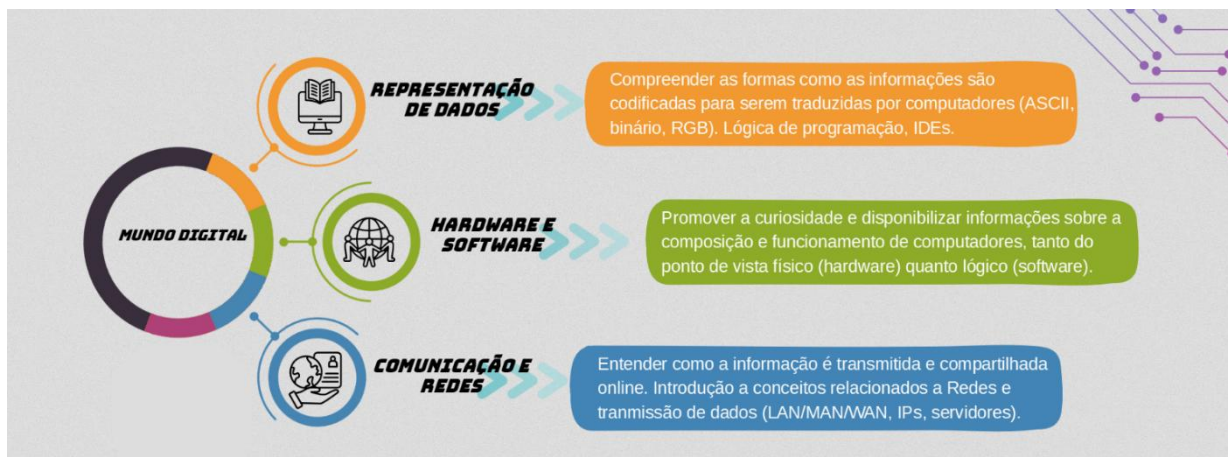 MUNDO DIGITAL
REPRESENTAÇÃO
DE DADOS
Compreender as formas como as informações são
codificadas para serem traduzidas por computadores (ASCII,
binário, RGB). Lógica de programação, IDEs.
HARDWARE E
SOFTWARE
Promover a curiosidade e disponibilizar informações sobre a
composição e funcionamento de computadores, tanto do
ponto de vista físico (hardware) quanto lógico (software).
COMUNICAÇÃO E
REDES
Entender como a informação é transmitida e compartilhada
online. Introdução a conceitos relacionados a Redes e
tranmissão de dados (LAN/MAN/WAN, IPs, servidores).